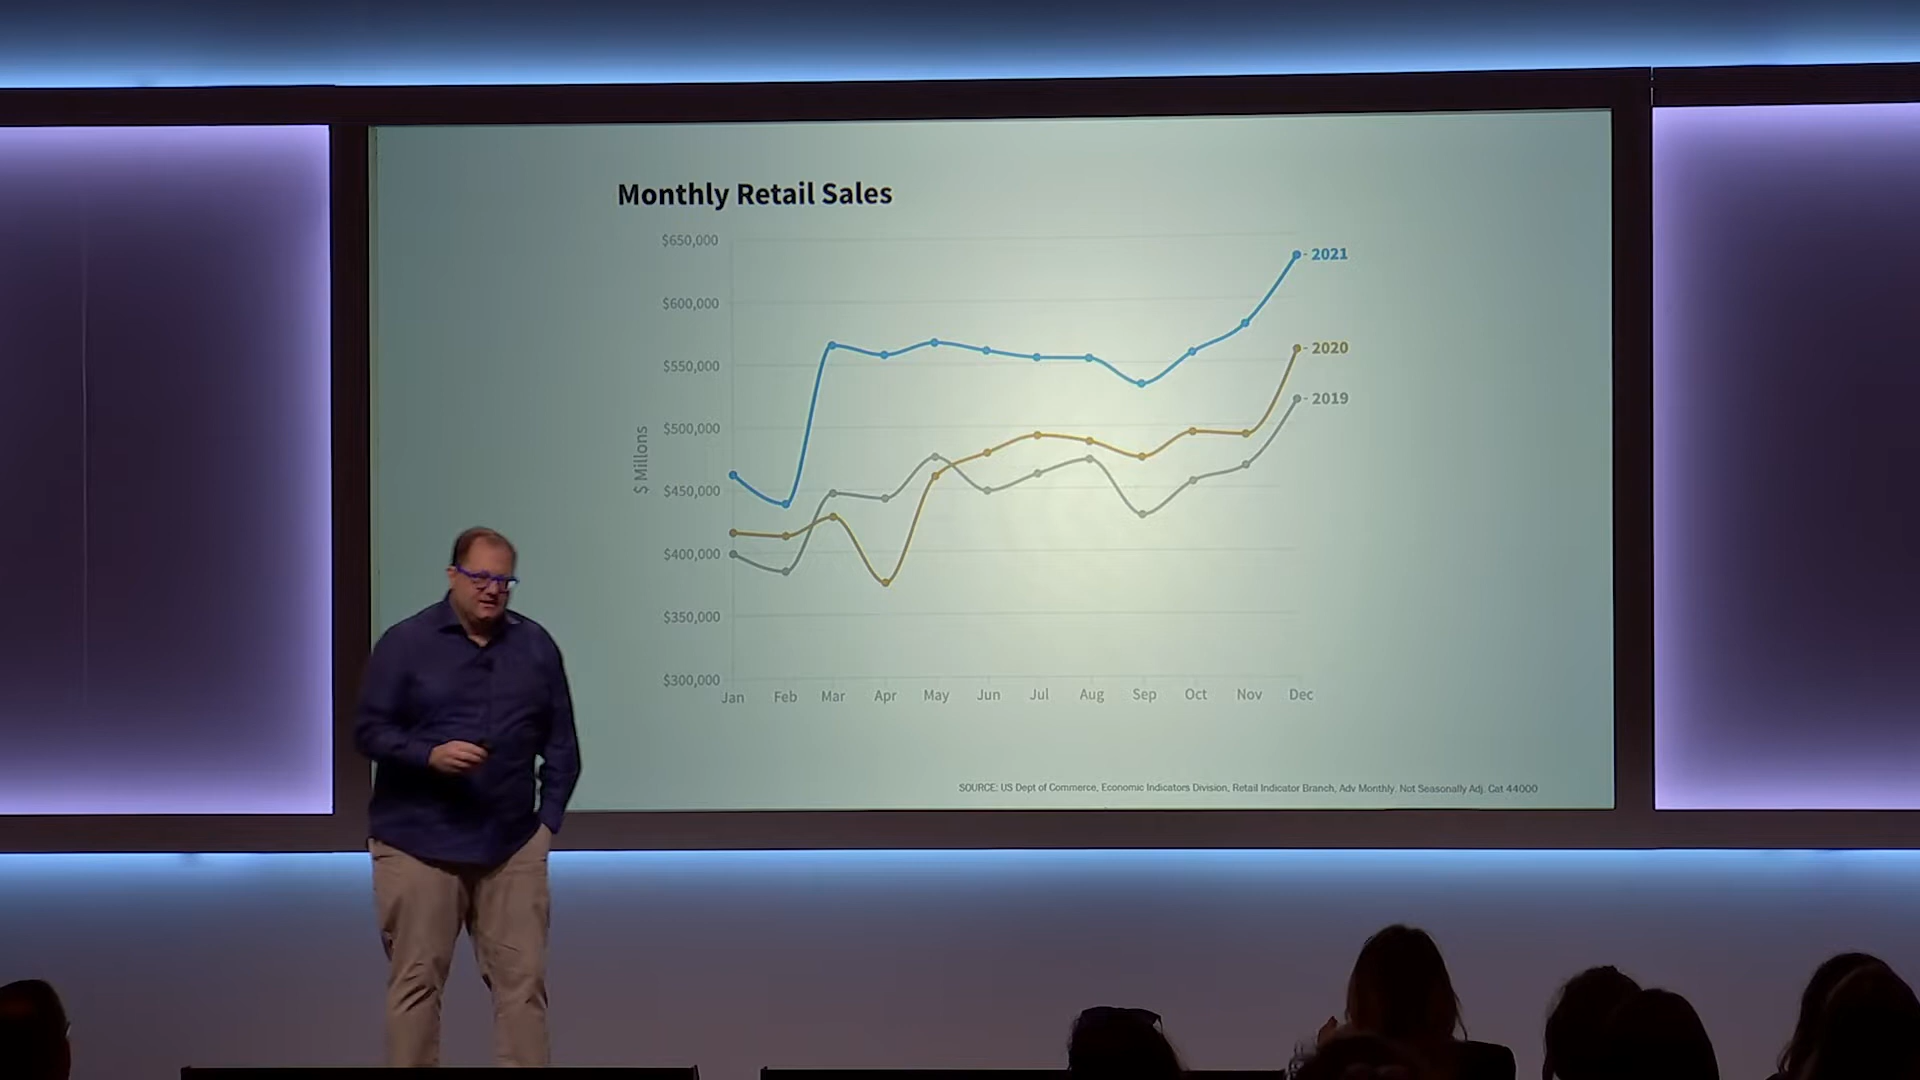 Monthly Retail Sales
$650,000
$600,000
$550,000
$500,000
$450,000
$400,000
$350,000
$300,000
$ Millons
Jan Feb Mar Apr May Jun Jul Aug Sep Oct Nov Dec
2021
2020
2019
SOURCE: US Dept of Commerce, Economic Indicators Division, Retail Indicator Branch, Adv Monthly. Not Seasonally Adj. Cat 44000